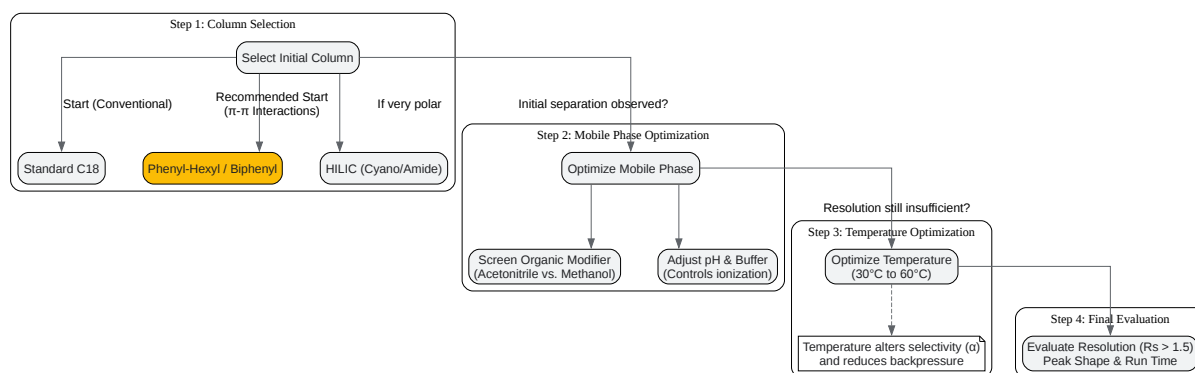 Step 1: Column Selection
Select Initial Column
Start (Conventional)
Recommended Start
(π-π Interactions)
If very polar
Standard C18
Phenyl-Hexyl / Biphenyl
HILIC (Cyano/Amide)
Initial separation observed?
Step 2: Mobile Phase Optimization
Optimize Mobile Phase
Screen Organic Modifier
(Acetonitrile vs. Methanol)
Adjust pH & Buffer
(Controls ionization)
Resolution still insufficient?
Step 3: Temperature Optimization
Optimize Temperature
(30°C to 60°C)
Temperature alters selectivity (α)
and reduces backpressure
Step 4: Final Evaluation
Evaluate Resolution (Rs > 1.5)
Peak Shape & Run Time